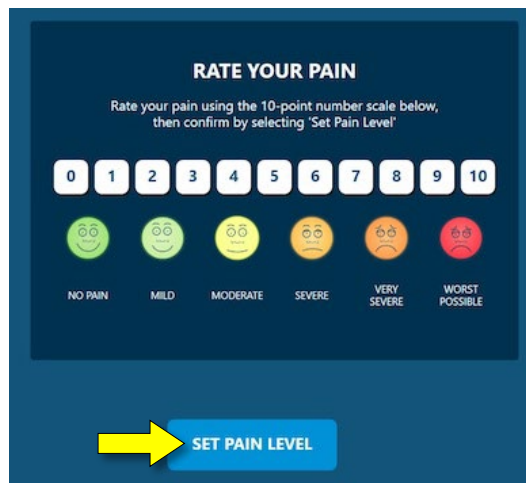 RATE YOUR PAIN
Rate your pain using the 10-point number scale below,
then confirm by selecting 'Set Pain Level'
0 1 2 3 4 5 6 7 8 9 10
NO PAIN MILD MODERATE SEVERE VERY SEVERE WORST POSSIBLE
SET PAIN LEVEL